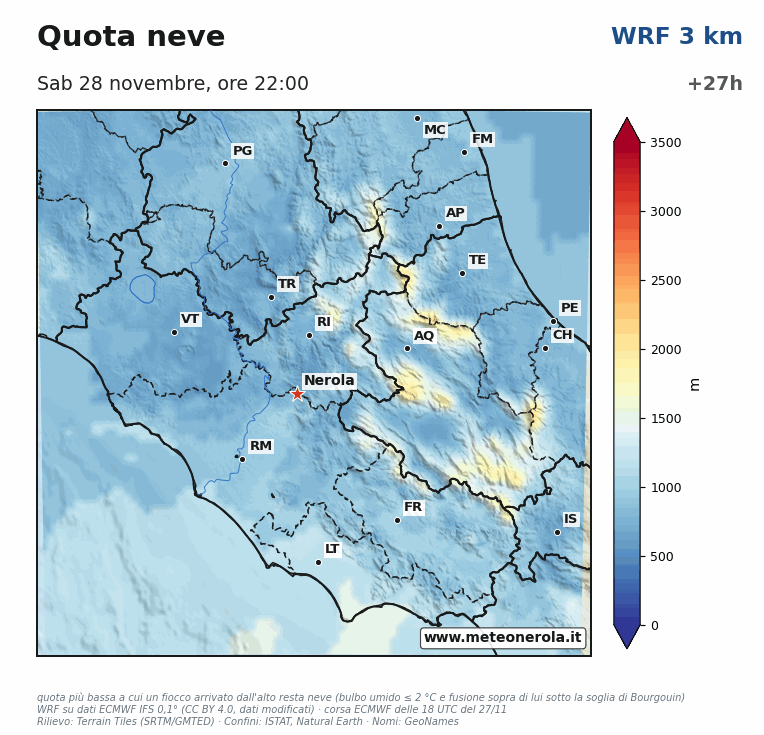 Quota neve
WRF 3 km
Sab 28 novembre, ore 22:00
+27h
MC
FM
PG
AP
TE
TR
PE
VT
RI
AQ
CH
Nerola
RM
FR
IS
LT
www.meteonerola.it
3500
3000
2500
2000
1500
1000
500
0
m
quota più bassa a cui un fiocco arrivato dall'alto resta neve (bulbo umido ≤ 2 °C e fusione sopra di lui sotto la soglia di Bourgouin)
WRF su dati ECMWF IFS 0,1° (CC BY 4.0, dati modificati) · corsa ECMWF delle 18 UTC del 27/11
Rilievo: Terrain Tiles (SRTM/GMTED) · Confini: ISTAT, Natural Earth · Nomi: GeoNames